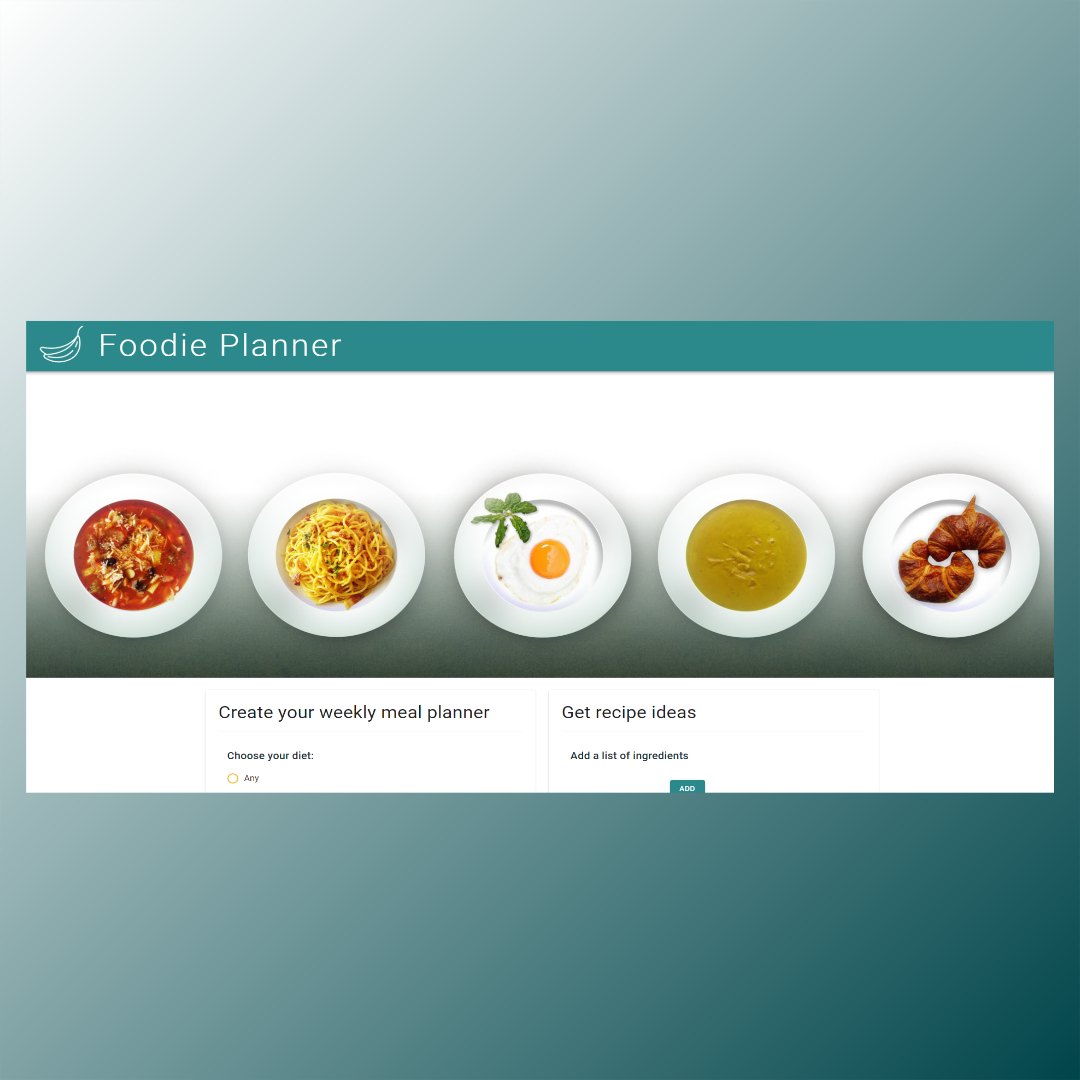 Foodie Planner
Create your weekly meal planner
Choose your diet:
Any
Get recipe ideas
Add a list of ingredients
ADD